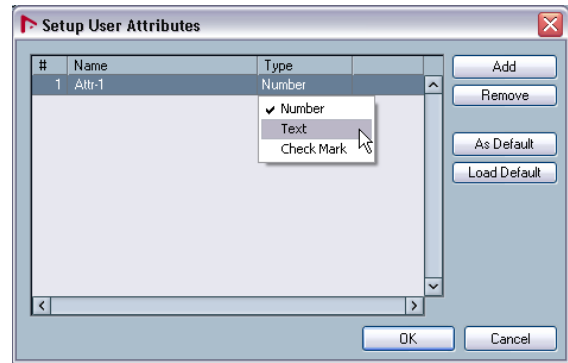 Setup User Attributes
# Name Type
1 Attr-1 Number
Number
Text
Check Mark
Add
Remove
As Default
Load Default
OK Cancel